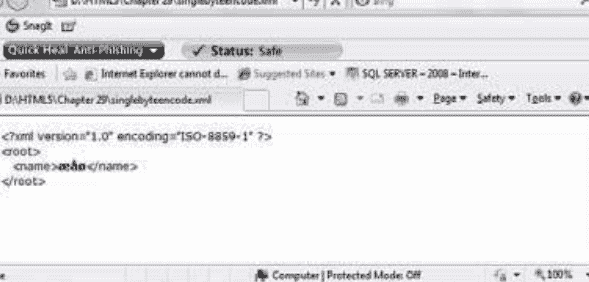 D:\HTML5\Chapter 29\singlebyteencode.xml
SnagIt
Quick Heal Anti-Phishing ▾ ✓ Status: Safe
Favorites Internet Explorer cannot d... Suggested Sites ▾ SQL SERVER – 2008 – Inter...
D:\HTML5\Chapter 29\singlebyteencode.xml Page ▾ Safety ▾ Tools ▾
<?xml version="1.0" encoding="ISO-8859-1" ?>
<root>
<name>æåø</name>
</root>
Computer | Protected Mode: Off 100%